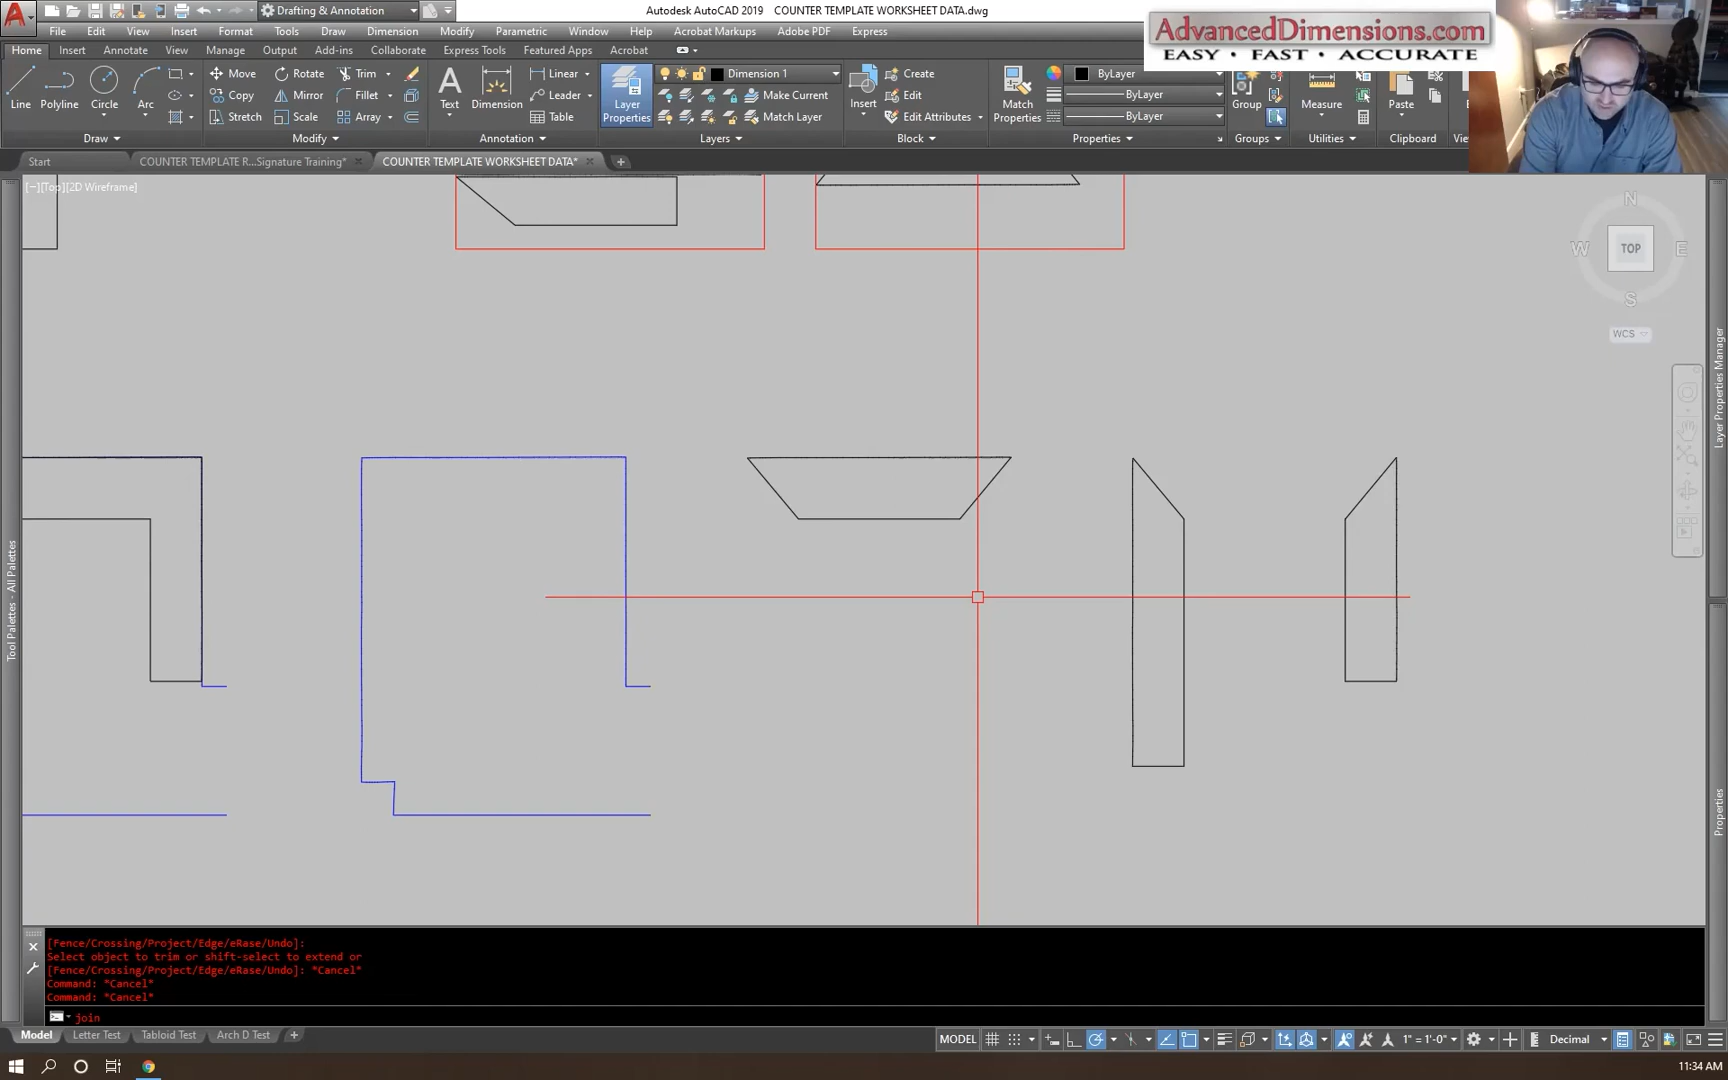 Drafting & Annotation
Autodesk AutoCAD 2019 COUNTER TEMPLATE WORKSHEET DATA.dwg
AdvancedDimensions.com
EASY • FAST • ACCURATE
File Edit View Insert Format Tools Draw Dimension Modify Parametric Window Help Acrobat Markups Adobe PDF Express
Home Insert Annotate View Manage Output Add-ins Collaborate Express Tools Featured Apps Acrobat
Line Polyline Circle Arc
Move Rotate Trim
Copy Mirror Fillet
Stretch Scale Array
Text Dimension
Linear
Leader
Table
Layer Properties
Dimension 1
Make Current
Match Layer
Insert
Create
Edit
Edit Attributes
Match Properties
ByLayer
ByLayer
ByLayer
Group Measure Paste
Draw Modify Annotation Layers Block Properties Groups Utilities Clipboard
Start COUNTER TEMPLATE R...Signature Training* COUNTER TEMPLATE WORKSHEET DATA*
[−][Top][2D Wireframe]
N
W TOP E
S
WCS
Layer Properties Manager
Tool Palettes - All Palettes
Properties
[Fence/Crossing/Project/Edge/eRase/Undo]:
Select object to trim or shift-select to extend or
[Fence/Crossing/Project/Edge/eRase/Undo]: *Cancel*
Command: *Cancel*
Command: *Cancel*
join
Model Letter Test Tabloid Test Arch D Test
MODEL 1" = 1'-0" Decimal
11:34 AM